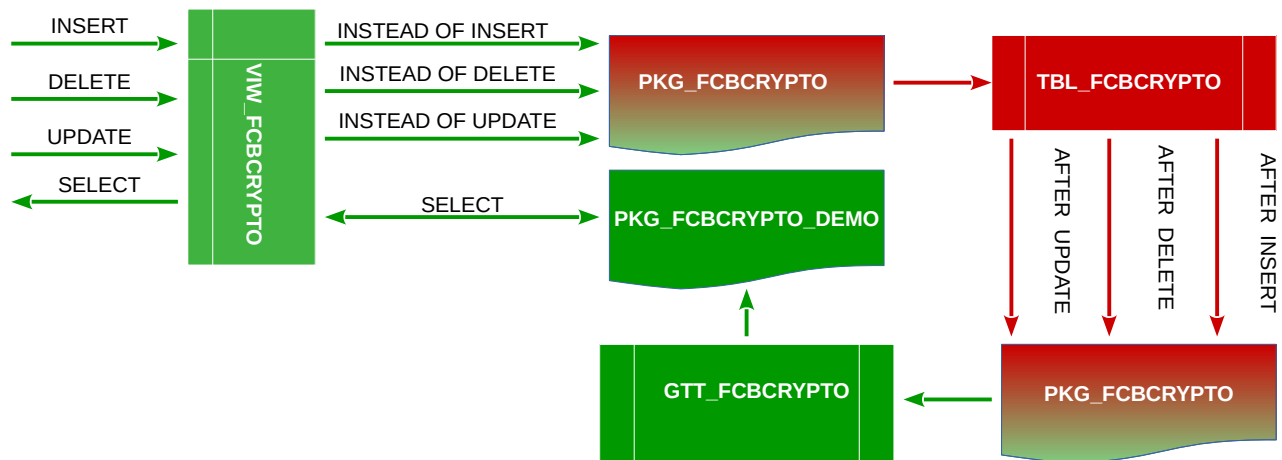 INSERT
DELETE
UPDATE
SELECT
VIW_FCBCRYPTO
INSTEAD OF INSERT
INSTEAD OF DELETE
INSTEAD OF UPDATE
SELECT
PKG_FCBCRYPTO
PKG_FCBCRYPTO_DEMO
TBL_FCBCRYPTO
AFTER UPDATE
AFTER DELETE
AFTER INSERT
GTT_FCBCRYPTO
PKG_FCBCRYPTO